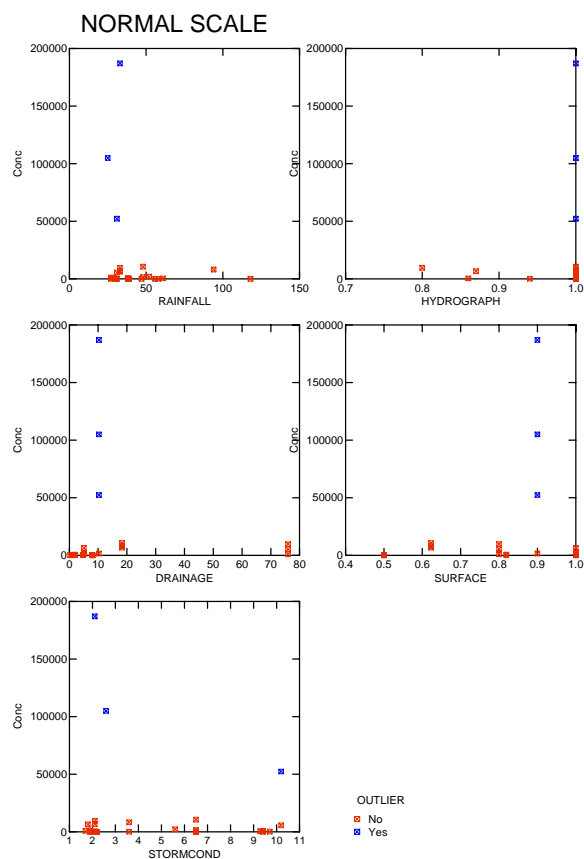 NORMAL SCALE
200000
150000
100000
50000
0
Conc
0 50 100 150
RAINFALL
200000
150000
100000
50000
0
Conc
0.7 0.8 0.9 1.0
HYDROGRAPH
200000
150000
100000
50000
0
Conc
0 10 20 30 40 50 60 70 80
DRAINAGE
200000
150000
100000
50000
0
Conc
0.4 0.5 0.6 0.7 0.8 0.9 1.0
SURFACE
200000
150000
100000
50000
0
Conc
1 2 3 4 5 6 7 8 9 10 11
STORMCOND
OUTLIER
No
Yes